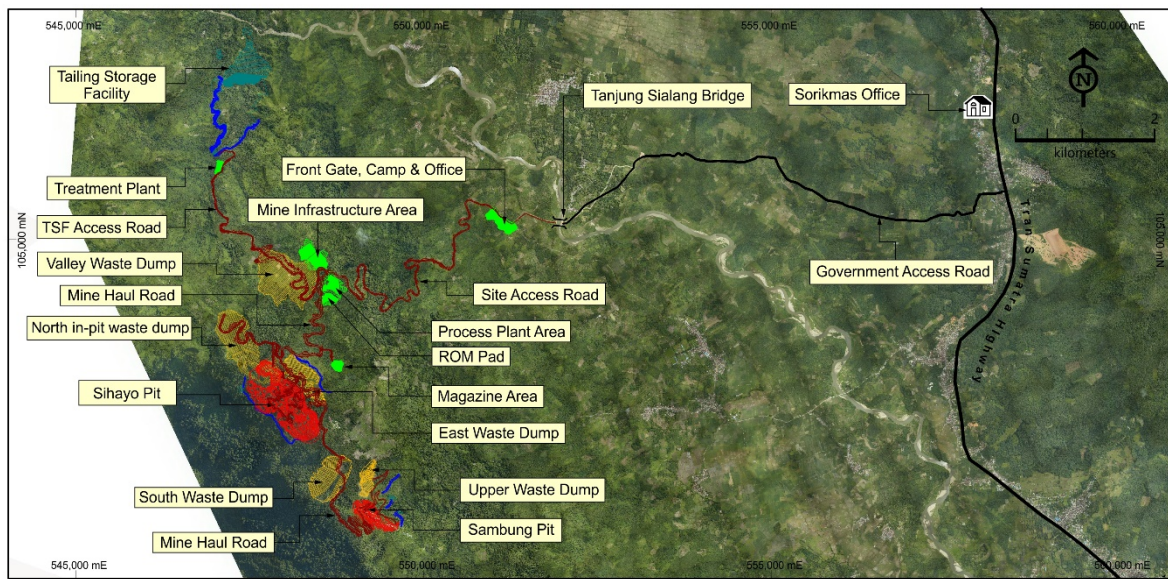 545,000 mE
550,000 mE
555,000 mE
560,000 mE
Tailing Storage
Facility
Tanjung Sialang Bridge
Sorikmas Office
N
0
2
kilometers
Front Gate, Camp & Office
Treatment Plant
Mine Infrastructure Area
TSF Access Road
105,000 mN
105,000 mN
Valley Waste Dump
Government Access Road
Tran Sumatra Highway
Mine Haul Road
Site Access Road
North in-pit waste dump
Process Plant Area
ROM Pad
Sihayo Pit
Magazine Area
East Waste Dump
South Waste Dump
Upper Waste Dump
Mine Haul Road
Sambung Pit
545,000 mE
550,000 mE
555,000 mE
560,000 mE